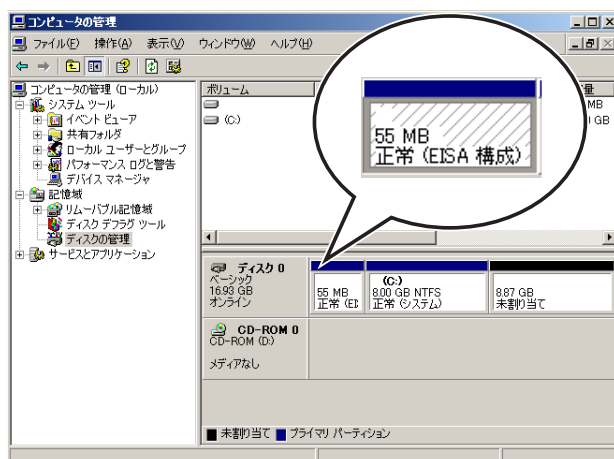 コンピュータの管理
ファイル(F) 操作(A) 表示(V) ウィンドウ(W) ヘルプ(H)
コンピュータの管理 (ローカル)
システム ツール
イベント ビューア
共有フォルダ
ローカル ユーザーとグループ
パフォーマンス ログと警告
デバイス マネージャ
記憶域
リムーバブル記憶域
ディスク デフラグ ツール
ディスクの管理
サービスとアプリケーション
ボリューム
量
MB
GB
(C:)
55 MB
正常 (EISA 構成)
ディスク 0
ベーシック
16.93 GB
オンライン
55 MB
正常 (EI
(C:)
8.00 GB NTFS
正常 (システム)
8.87 GB
未割り当て
CD-ROM 0
CD-ROM (D:)
メディアなし
未割り当て プライマリ パーティション